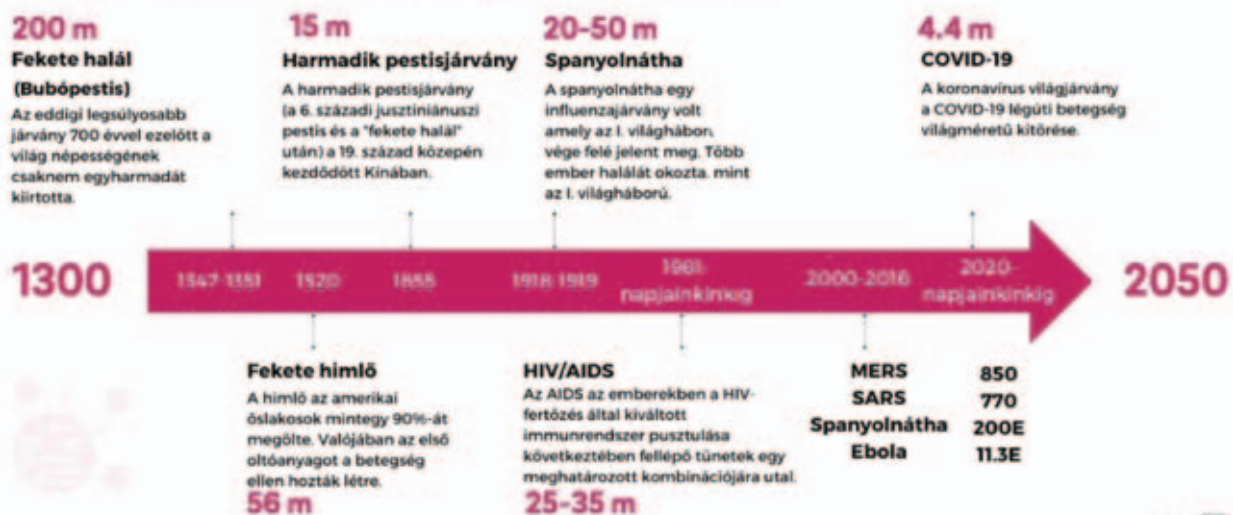 200 m
Fekete halál
(Bubópestis)
Az eddigi legsúlyosabb
járvány 700 évvel ezelőtt a
világ népességének
csaknem egyharmadát
kiirtotta.
15 m
Harmadik pestisjárvány
A harmadik pestisjárvány
(a 6. századi jusztiniánuszi
pestis és a "fekete halál"
után) a 19. század közepén
kezdődött Kínában.
20-50 m
Spanyolnátha
A spanyolnátha egy
influenzajárvány volt
amely az I. világhábori,
vége felé jelent meg. Több
ember halálát okozta, mint
az I. világháború.
4.4 m
COVID-19
A koronavírus világjárvány
a COVID-19 légúti betegség
világméretű kitörése.
1300
1347-1351
1520
1855
1918-1919
1981-
napjainkinkig
2000-2016
2020-
napjainkinkig
2050
Fekete himlő
A himlő az amerikai
őslakosok mintegy 90%-át
megölte. Valójában az első
oltóanyagot a betegség
ellen hozták létre.
56 m
HIV/AIDS
Az AIDS az emberekben a HIV-
fertőzés által kiváltott
immunrendszer pusztulása
következtében fellépő tünetek egy
meghatározott kombinációjára utal.
25-35 m
MERS 850
SARS 770
Spanyolnátha 200E
Ebola 11.3E